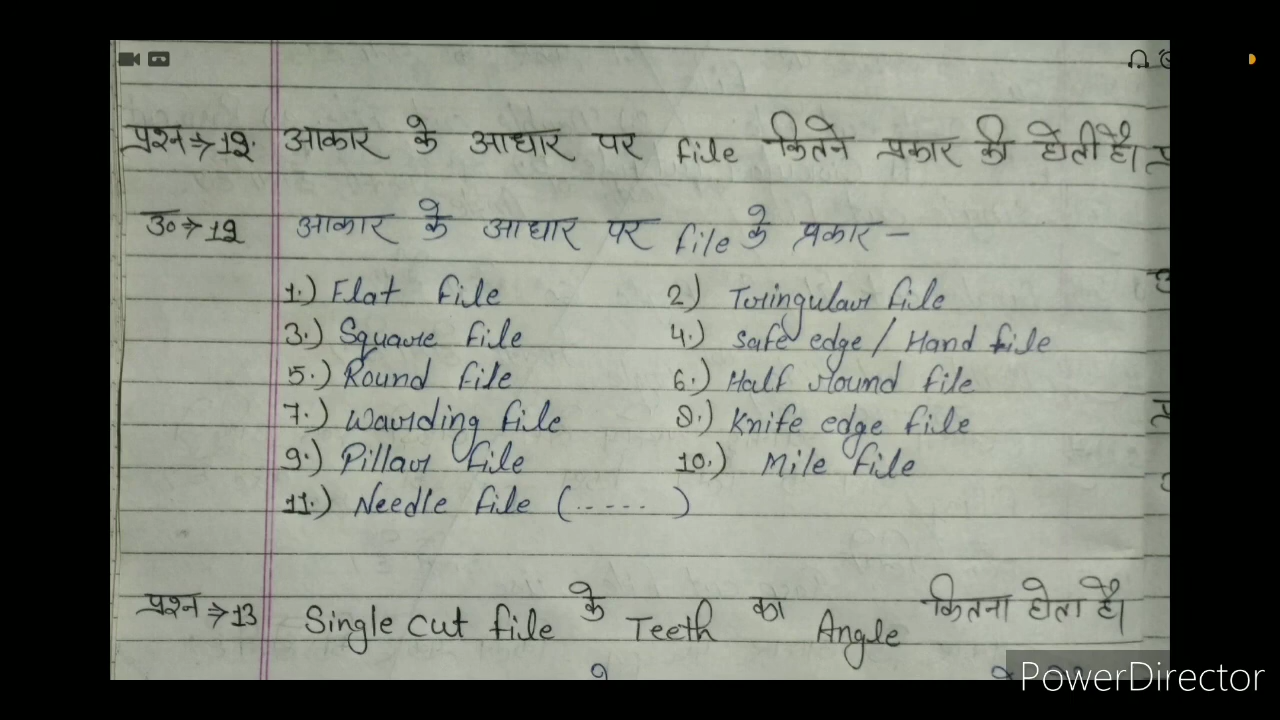 प्रश्न → 12. आकार के आधार पर file कितने प्रकार की होती है।
उ० → 12 आकार के आधार पर file के प्रकार –
1.) Flat file 2.) Toringular file
3.) Square file 4.) safe edge / Hand file
5.) Round file 6.) Half round file
7.) Warding file 8.) Knife edge file
9.) Pillar file 10.) Mile file
11.) Needle file (.....)
प्रश्न → 13 Single cut file के Teeth का Angle कितना होता है।
PowerDirector